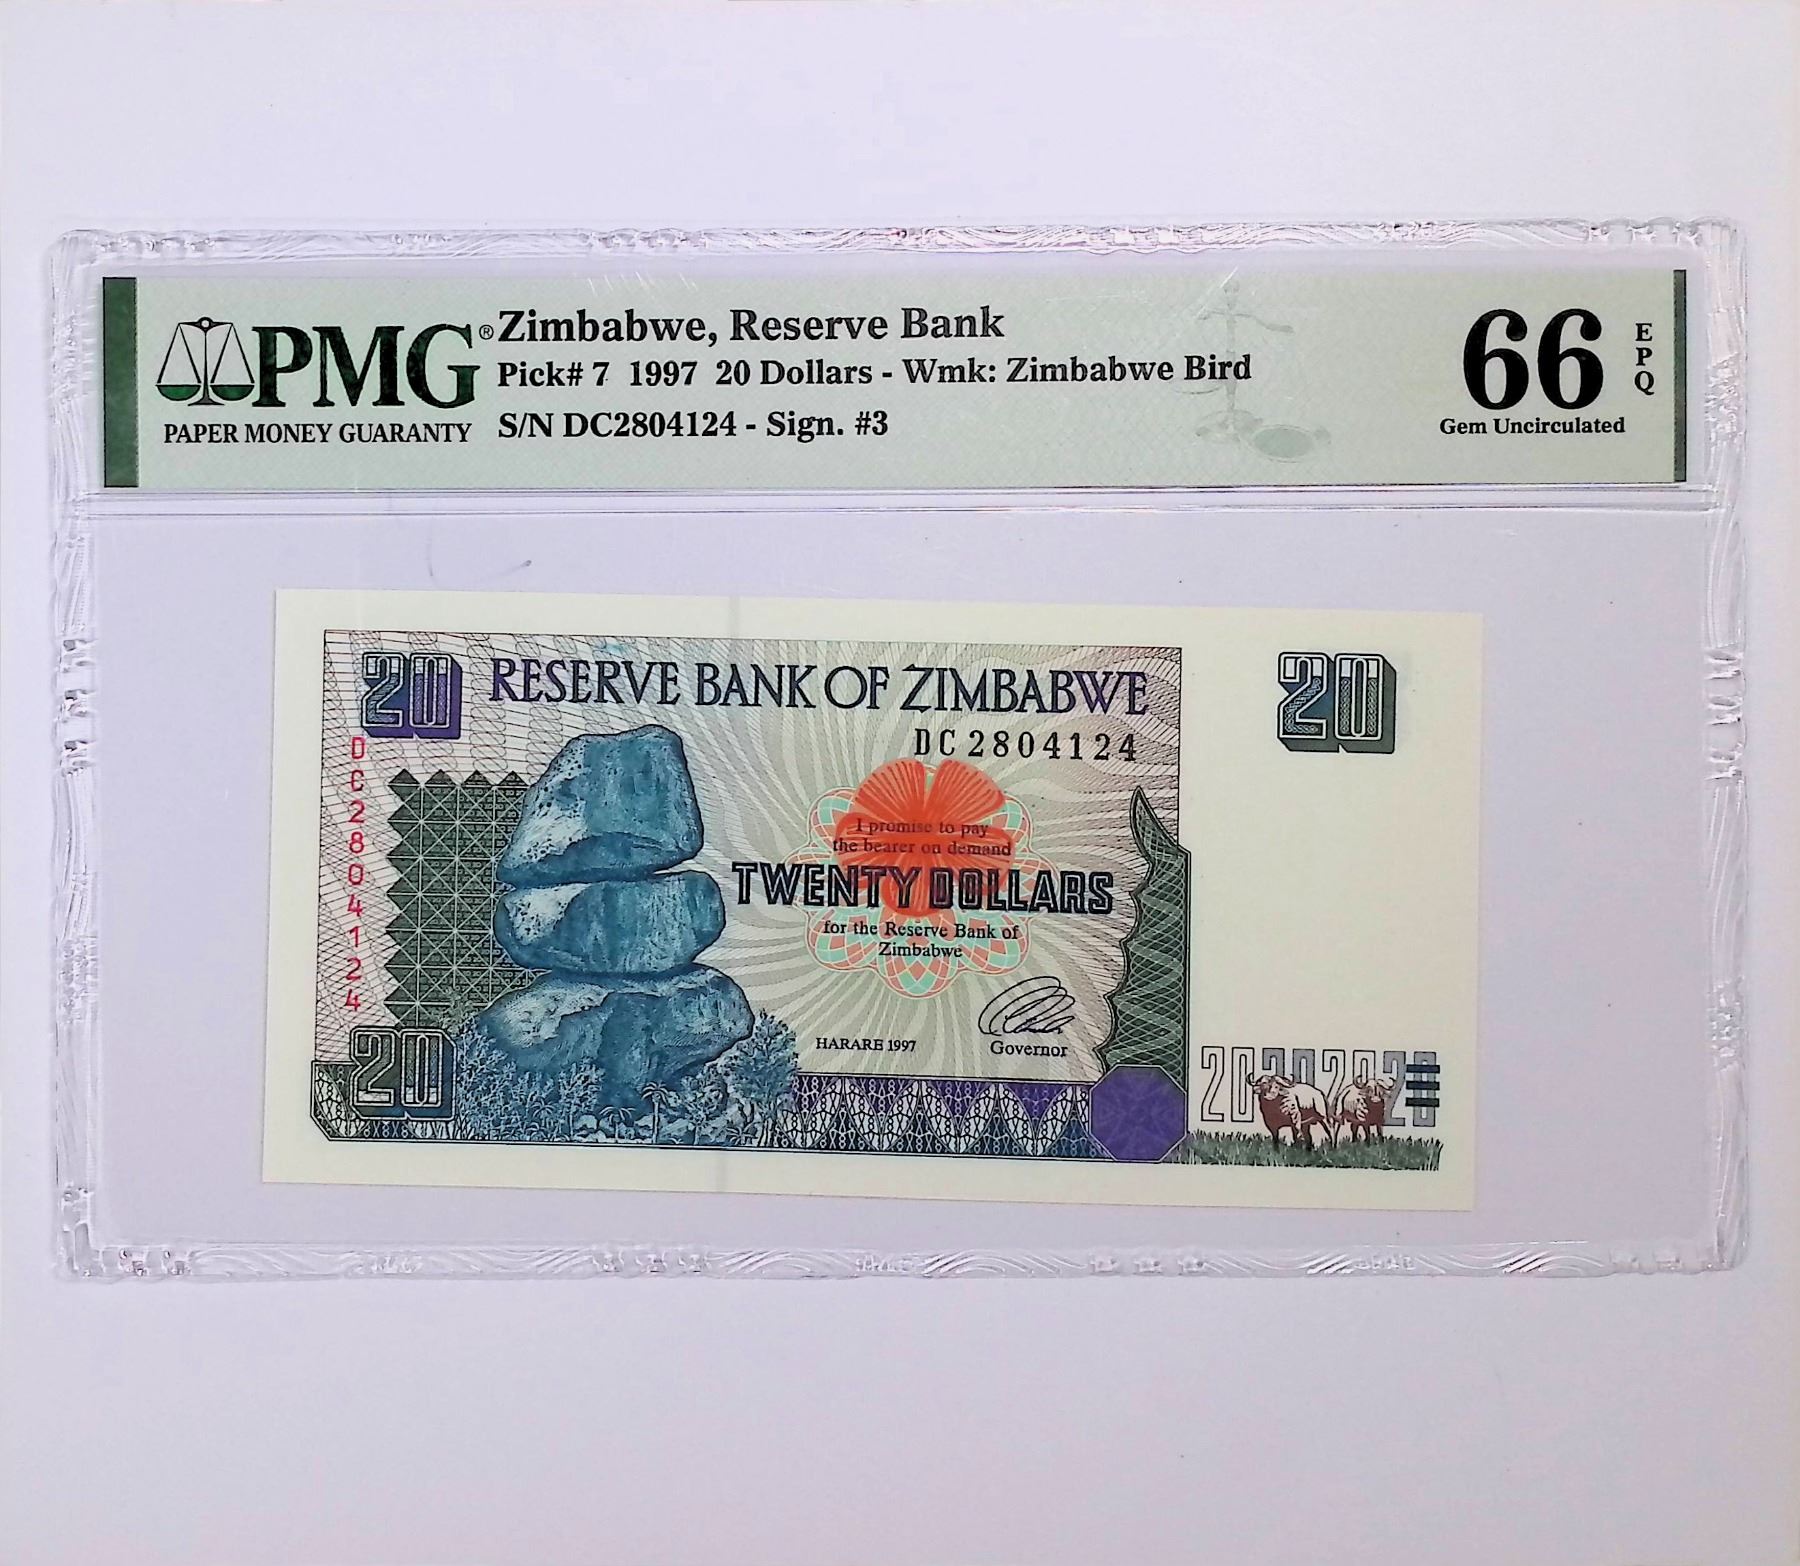 PMG®
PAPER MONEY GUARANTY
Zimbabwe, Reserve Bank
Pick# 7 1997 20 Dollars - Wmk: Zimbabwe Bird
S/N DC2804124 - Sign. #3
66
EPQ
Gem Uncirculated
20
RESERVE BANK OF ZIMBABWE
20
DC2804124
DC2804124
I promise to pay
the bearer on demand
TWENTY DOLLARS
for the Reserve Bank of
Zimbabwe
HARARE 1997
Governor
20
20202020